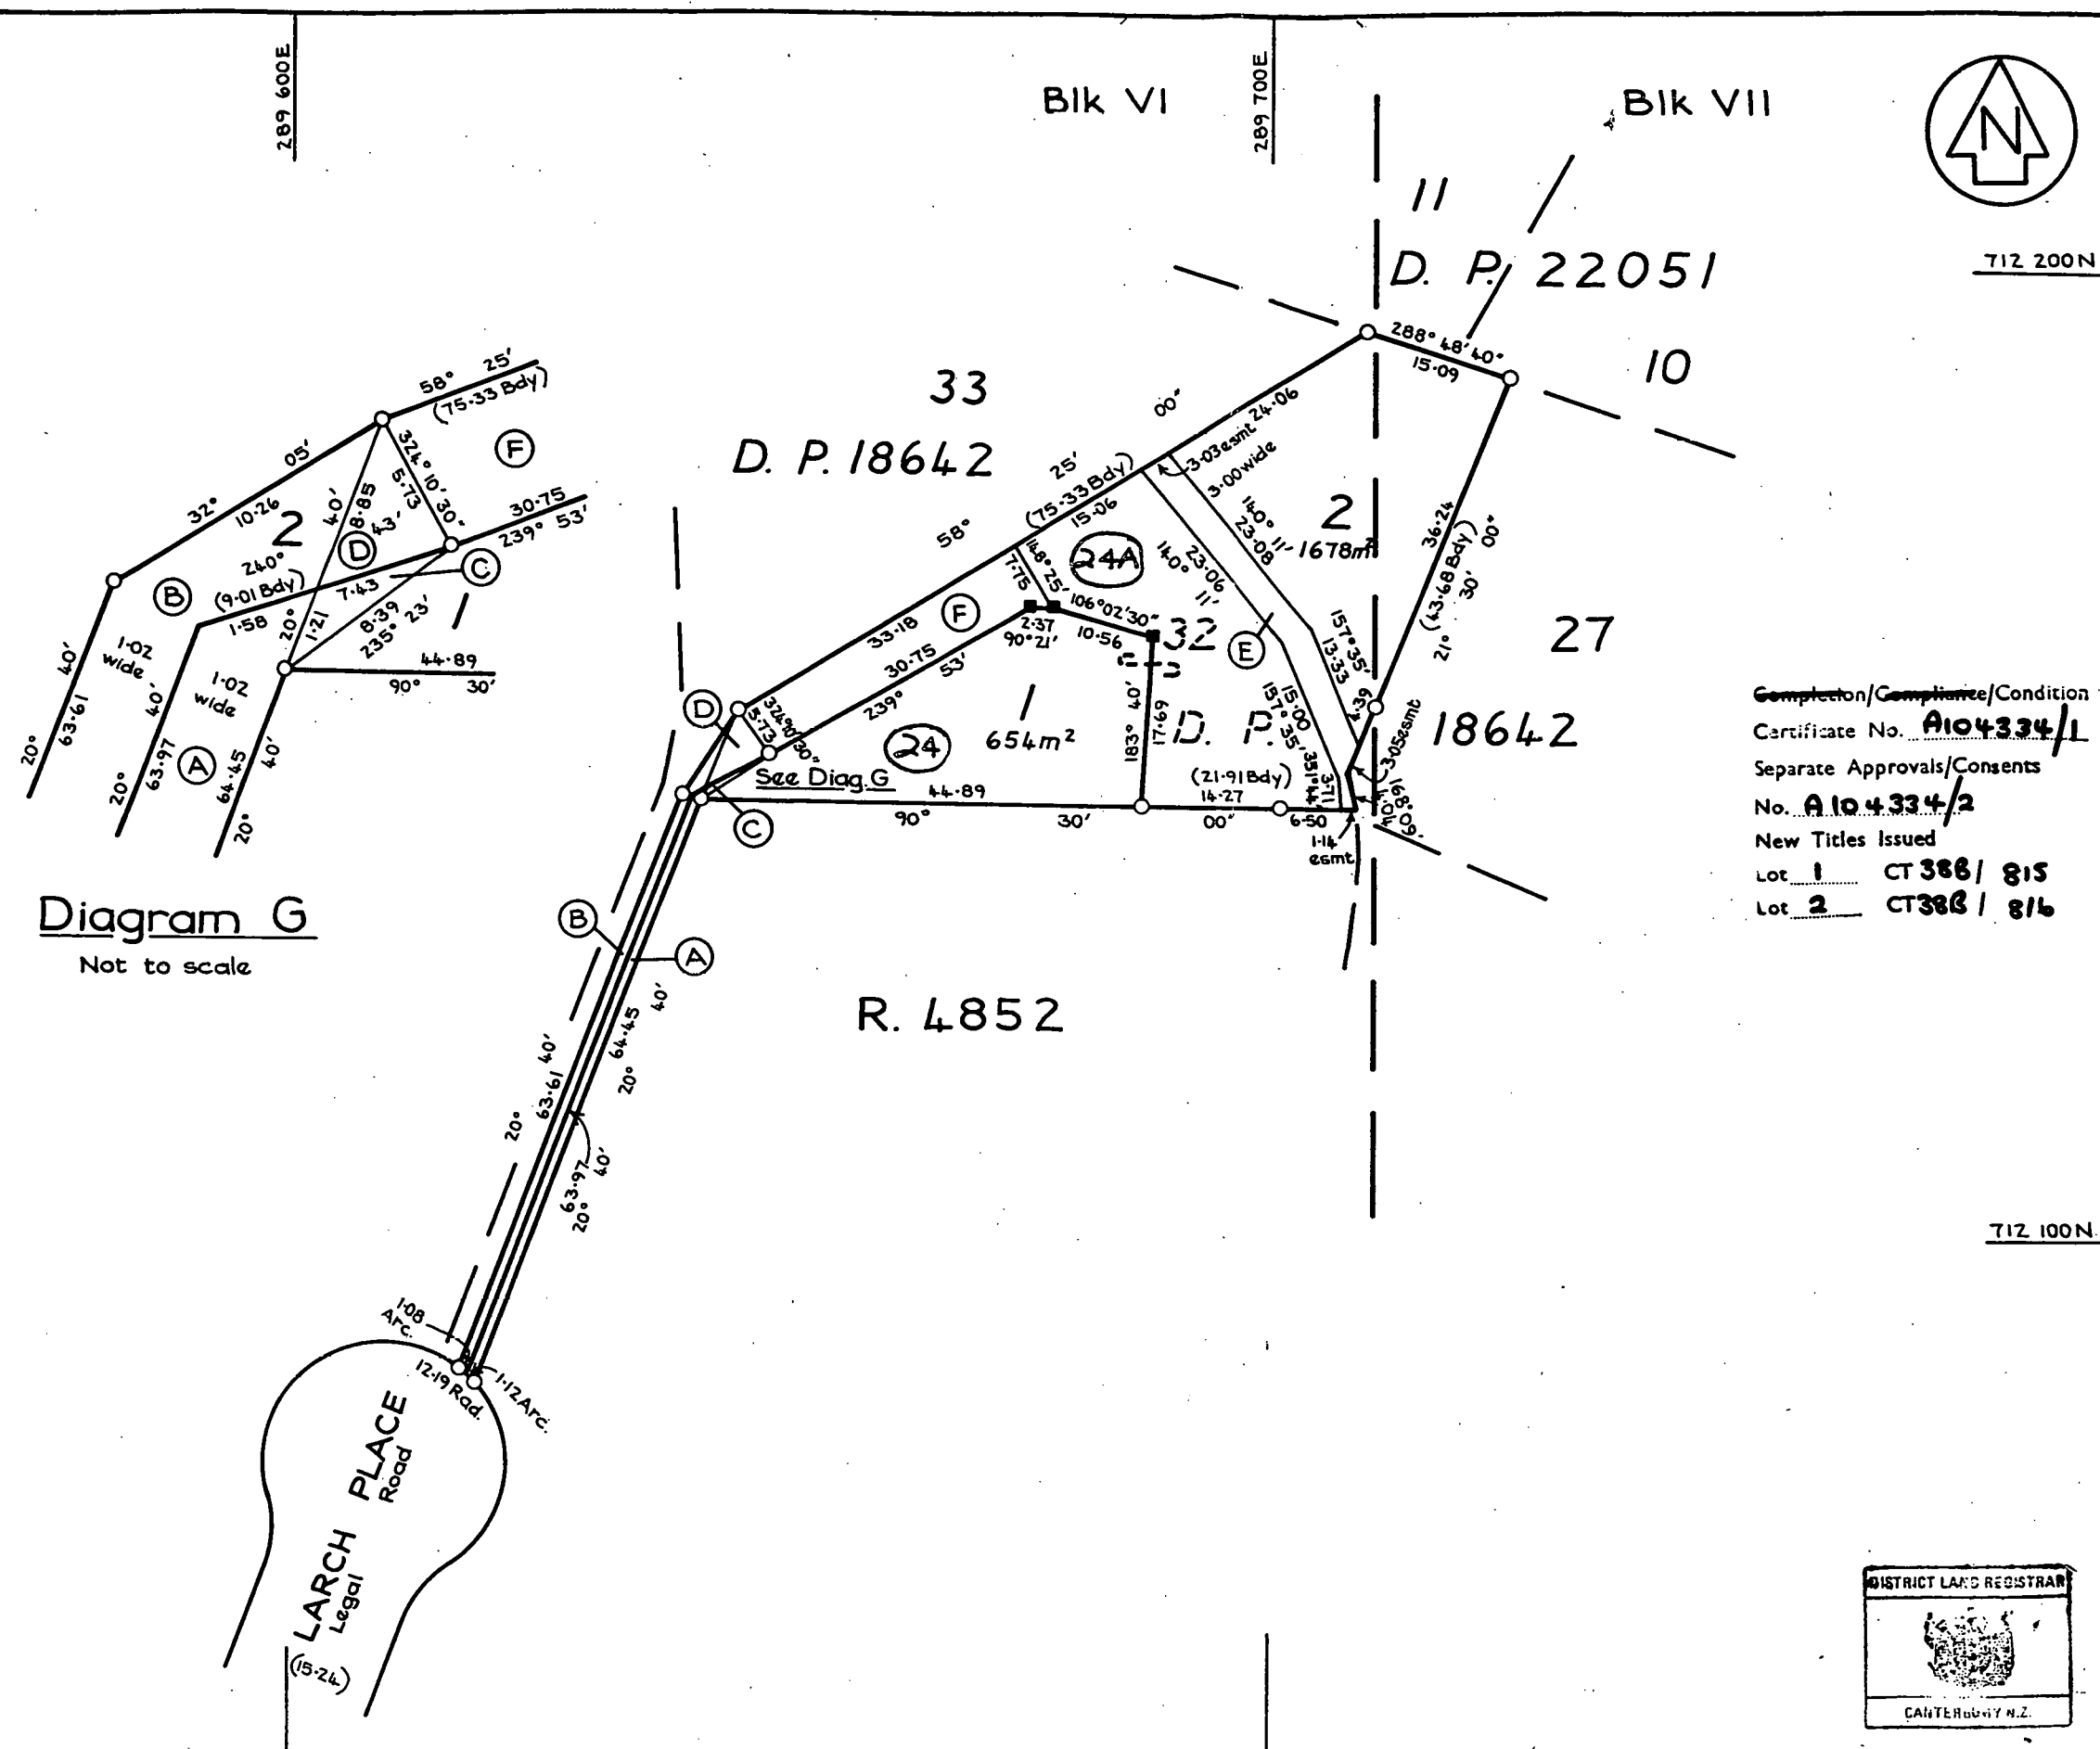 289 600E
Blk VI
289 700E
Blk VII
N
11
D. P. 22051
712 200N
288° 48' 40"
15·09
10
33
D. P. 18642
58° 25' 00"
(75·33 Bdy)
24·06
3·03 esmt
3·00 wide
15·06
33·18
140° 11'
23·08
2
1678m²
36·24
(43·68 Bdy)
21° 30' 00"
27
18642
24A
148° 25'
7·75
106° 02' 30"
10·56
2·37
90° 21'
32
23·06
140° 11'
E
157° 35'
13·33
4·39
15·00
157° 35'
351° 44'
3·71
3·05 esmt
168° 06'
4·04
F
30·75
239° 53'
1
654m²
24
183° 40'
17·69
D. P.
(21·91 Bdy)
14·27
6·50
1·14
esmt
D
324° 10' 30"
5·73
See Diag. G
44·89
90° 30' 00"
C
B
A
20° 40'
63·61
20° 40'
64·45
63·97
20° 40'
R. 4852
58° 25'
(75·33 Bdy)
F
32° 05'
10·26
2
324° 10' 30"
5·73
20° 40'
8·85
D
240° 43'
(9·01 Bdy)
7·43
1·58
C
30·75
239° 53'
B
1·21
8·39
235° 23'
1
44·89
90° 30'
1·02
wide
1·02
wide
20° 40'
63·61
20° 40'
63·97
A
20° 40'
64·45
Diagram G
Not to scale
Completion/Compliance/Condition
Certificate No. A104334/1
Separate Approvals/Consents
No. A104334/2
New Titles Issued
Lot 1 CT 38B/ 815
Lot 2 CT 38B/ 816
712 100N
1·08
Arc.
12·19 Rad.
1·12 Arc.
LARCH PLACE
Legal Road
(15·24)
DISTRICT LAND REGISTRAR
CANTERBURY N.Z.